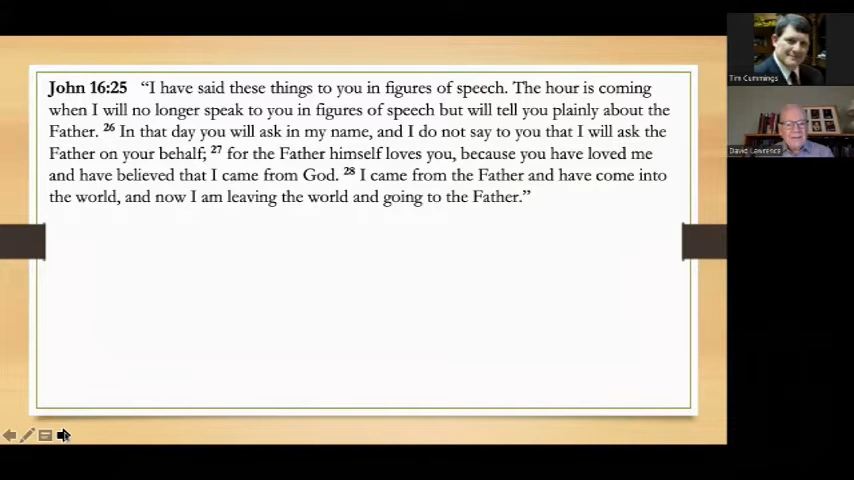 John 16:25 “I have said these things to you in figures of speech. The hour is coming
when I will no longer speak to you in figures of speech but will tell you plainly about the
Father. 26 In that day you will ask in my name, and I do not say to you that I will ask the
Father on your behalf; 27 for the Father himself loves you, because you have loved me
and have believed that I came from God. 28 I came from the Father and have come into
the world, and now I am leaving the world and going to the Father.”
Tim Cummings
David Lawrence